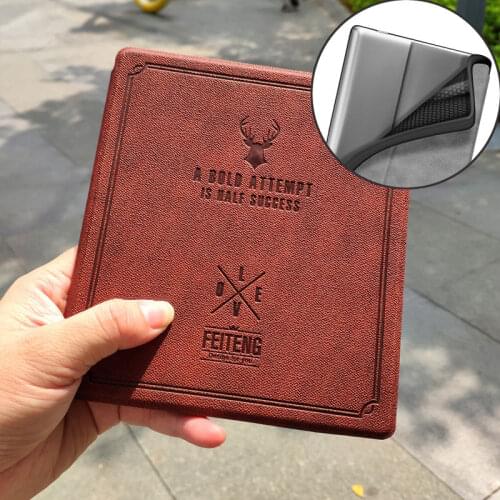 A BOLD ATTEMPT
IS HALF SUCCESS
L
O E
V
FEITENG